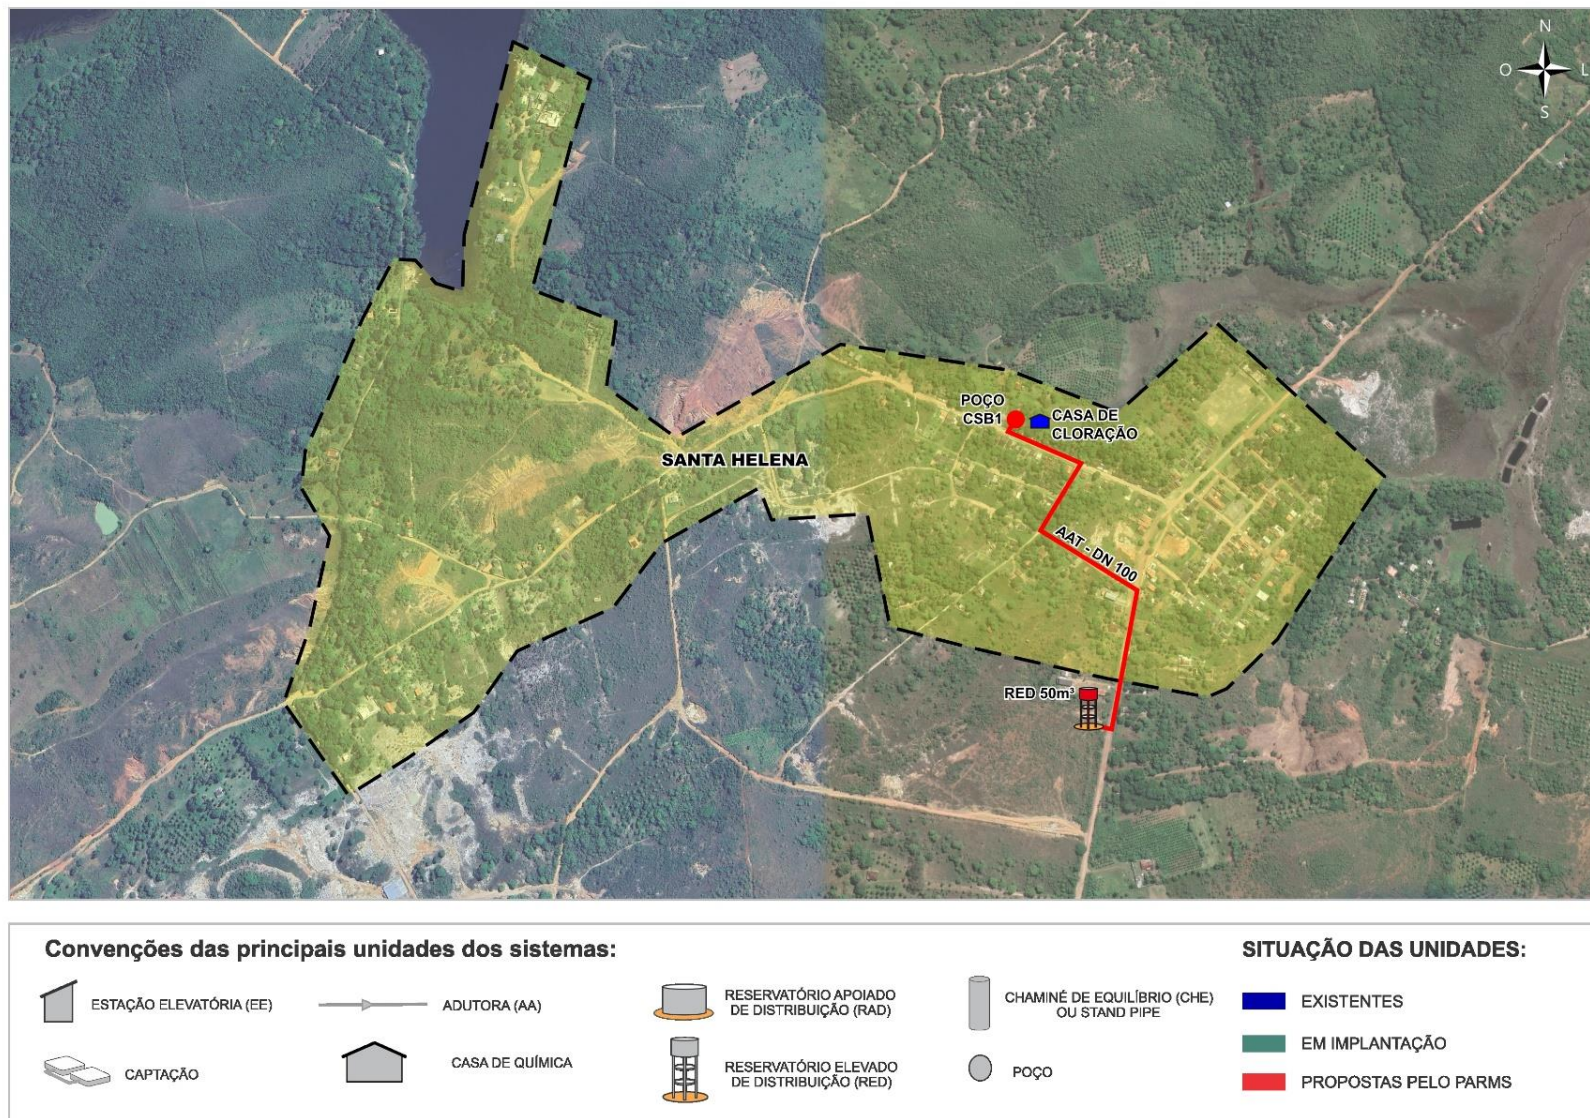 N
O
L
S
POÇO
CSB1
CASA DE
CLORAÇÃO
SANTA HELENA
AAT - DN 100
RED 50m³
Convenções das principais unidades dos sistemas:
ESTAÇÃO ELEVATÓRIA (EE)
ADUTORA (AA)
RESERVATÓRIO APOIADO
DE DISTRIBUIÇÃO (RAD)
CHAMINÉ DE EQUILÍBRIO (CHE)
OU STAND PIPE
CAPTAÇÃO
CASA DE QUÍMICA
RESERVATÓRIO ELEVADO
DE DISTRIBUIÇÃO (RED)
POÇO
SITUAÇÃO DAS UNIDADES:
EXISTENTES
EM IMPLANTAÇÃO
PROPOSTAS PELO PARMS